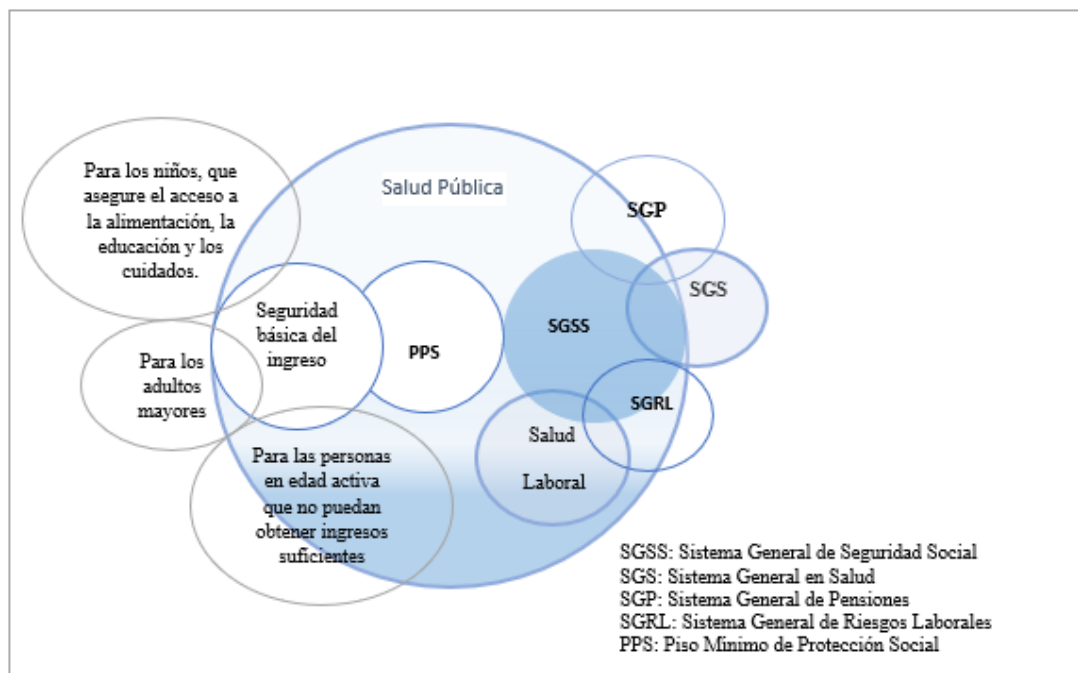 Salud Pública
Para los niños, que
asegure el acceso a
la alimentación, la
educación y los
cuidados.
SGP
SGS
Seguridad
básica del
ingreso
PPS
SGSS
Para los
adultos
mayores
SGRL
Salud
Laboral
Para las personas
en edad activa
que no puedan
obtener ingresos
suficientes
SGSS: Sistema General de Seguridad Social
SGS: Sistema General en Salud
SGP: Sistema General de Pensiones
SGRL: Sistema General de Riesgos Laborales
PPS: Piso Mínimo de Protección Social